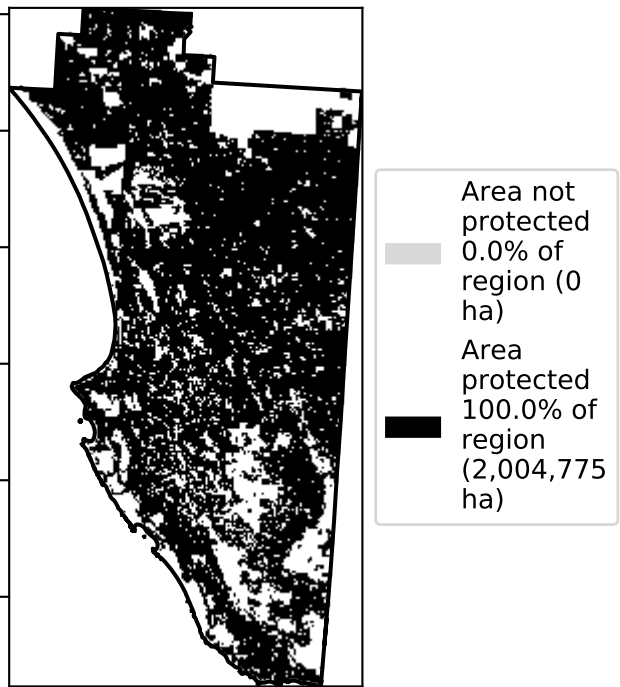 Area not
protected
0.0% of
region (0
ha)
Area
protected
100.0% of
region
(2,004,775
ha)